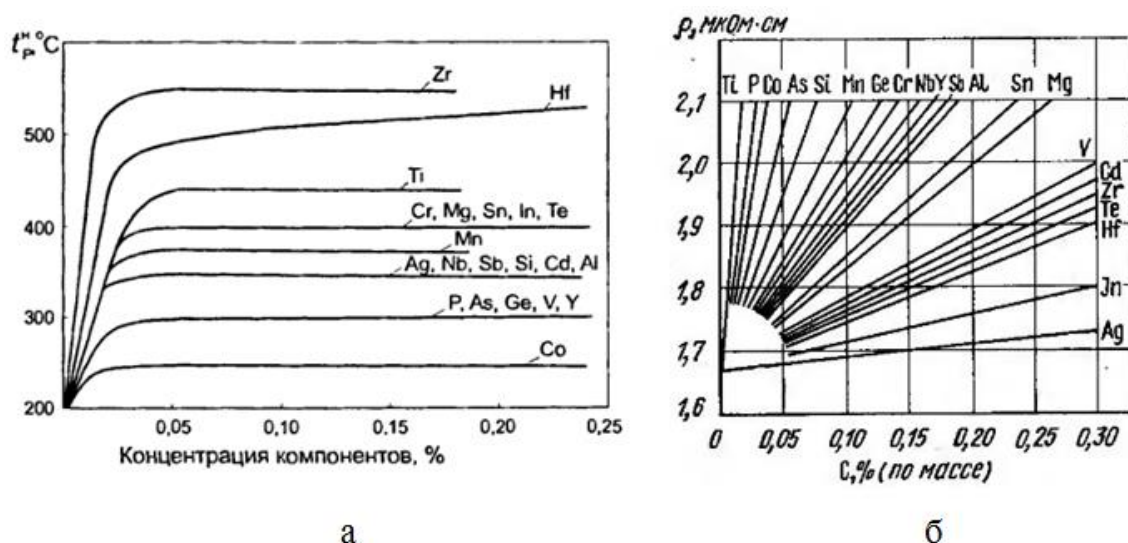 tᴴₚ, °C
500
400
300
200
Zr
Hf
Ti
Cr, Mg, Sn, In, Te
Mn
Ag, Nb, Sb, Si, Cd, Al
P, As, Ge, V, Y
Co
0,05 0,10 0,15 0,20 0,25
Концентрация компонентов, %
а
ρ, мкОм·см
2,1
2,0
1,9
1,8
1,7
1,6
Ti P Co As Si Mn Ge Cr Nb Y Sb Al Sn Mg
V
Cd
Zr
Te
Hf
Jn
Ag
0 0,05 0,10 0,15 0,20 0,25 0,30
C,% (по массе)
б